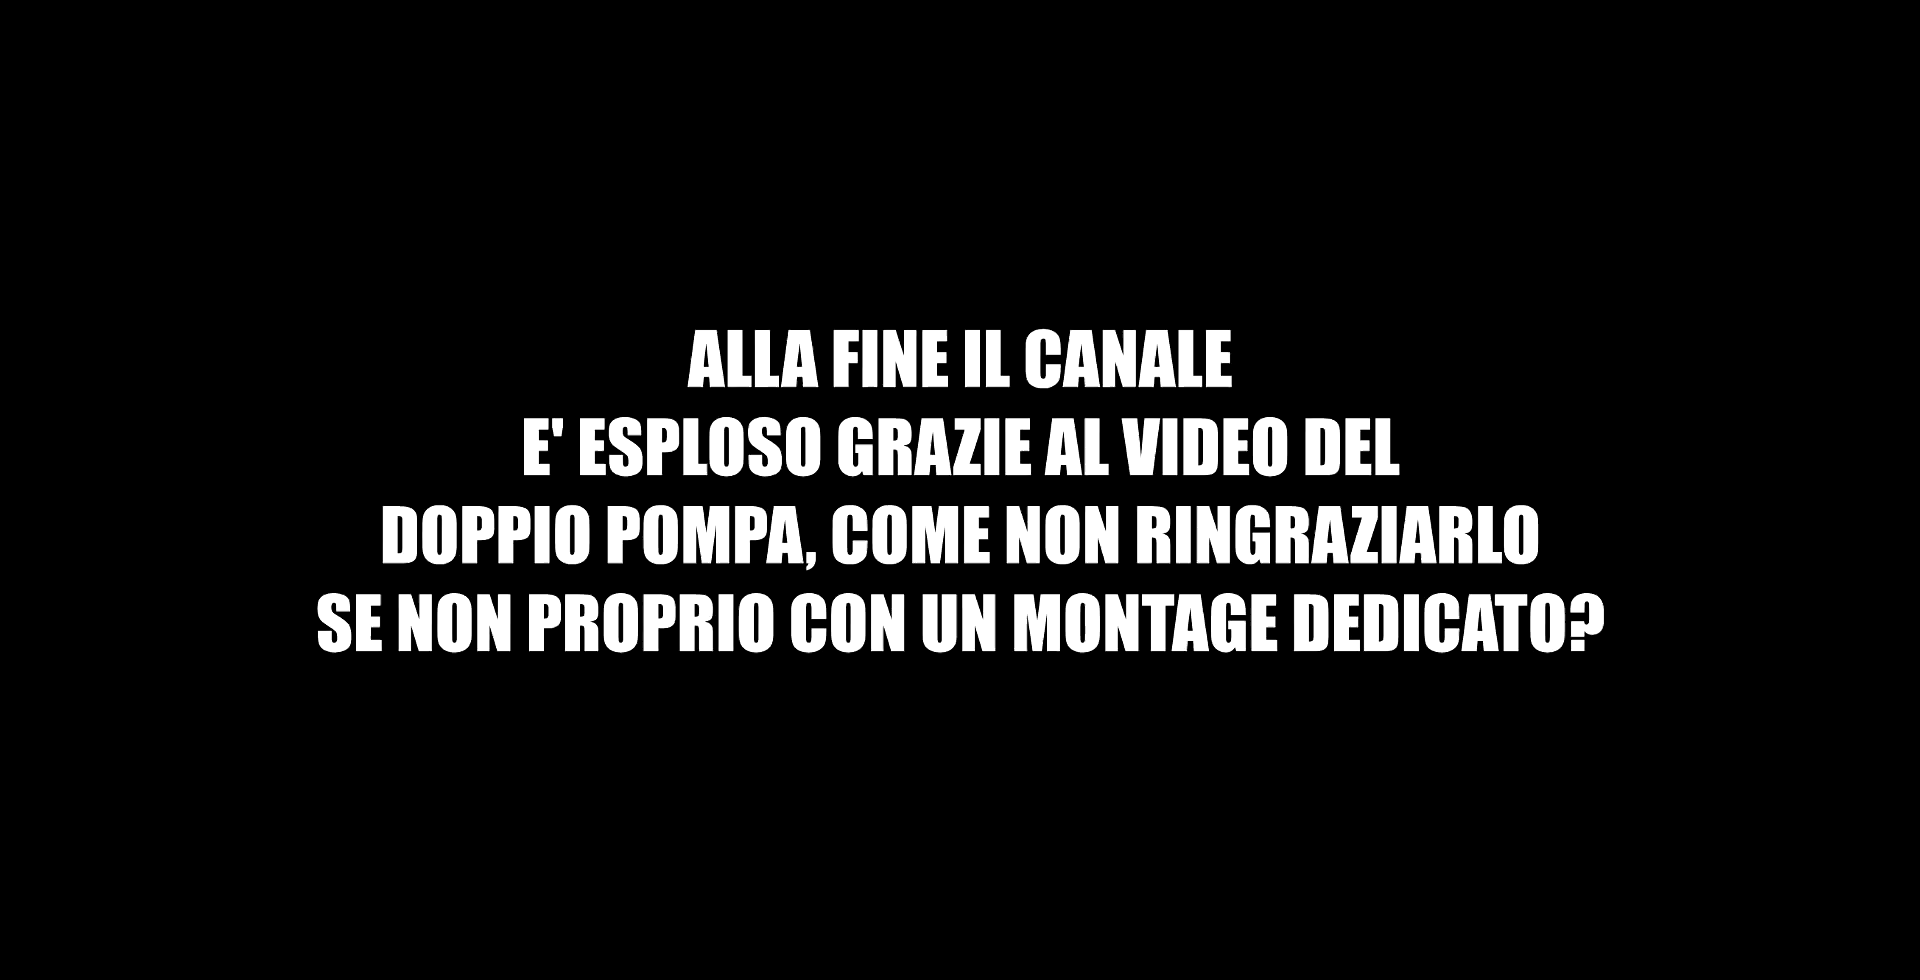 ALLA FINE IL CANALE
E' ESPLOSO GRAZIE AL VIDEO DEL
DOPPIO POMPA, COME NON RINGRAZIARLO
SE NON PROPRIO CON UN MONTAGE DEDICATO?